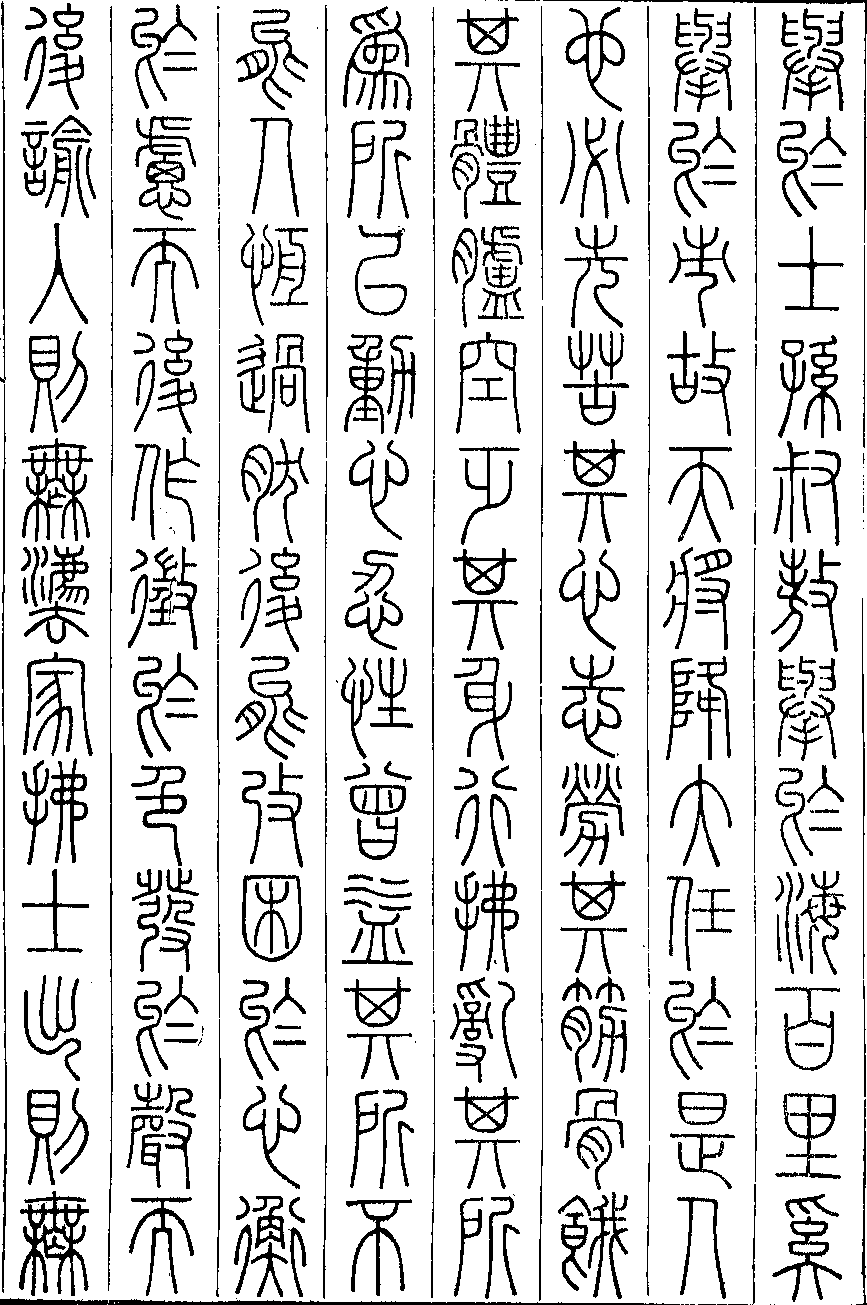 舉於士孫叔敖舉於海百里奚
舉於市故天將降大任於是人
也必先苦其心志勞其筋骨餓
其體膚空乏其身行拂亂其所
爲所以動心忍性曾益其所不
能人恆過然後能改困於心衡
於慮而後作徵於色發於聲而
後諭入則無灋家拂士出則無